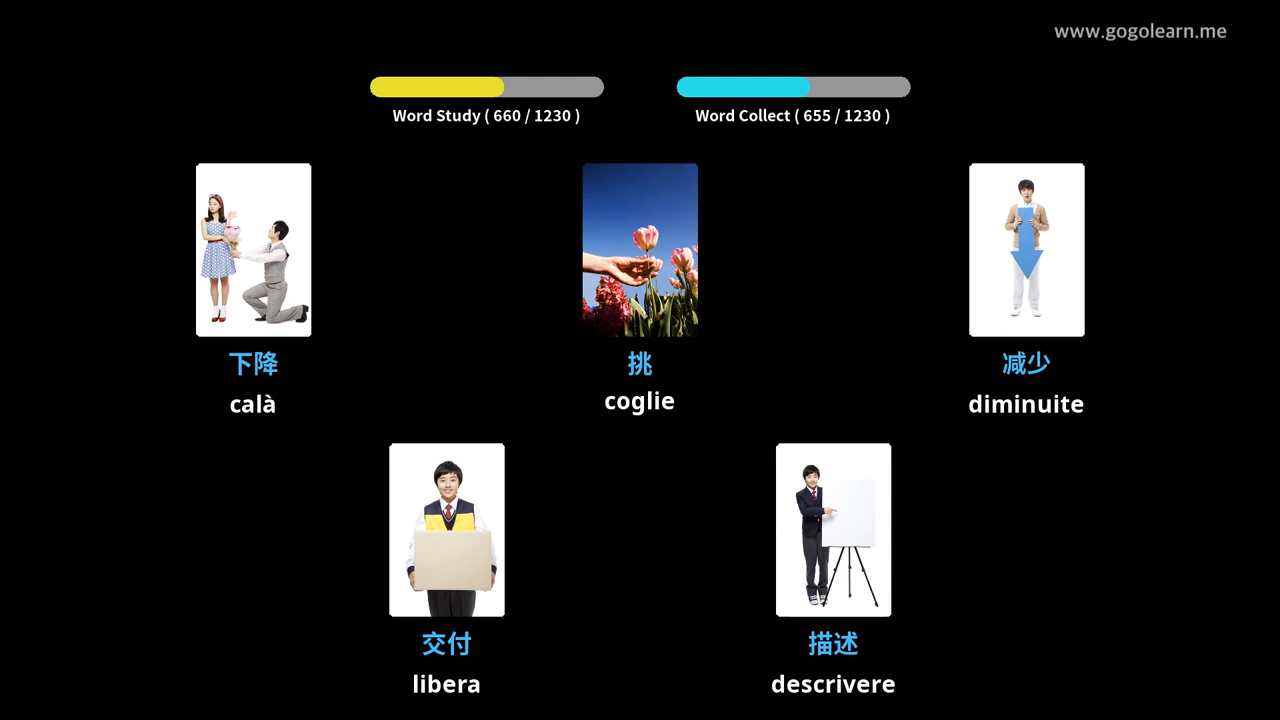 www.gogolearn.me
Word Study ( 660 / 1230 )
Word Collect ( 655 / 1230 )
下降
挑
减少
calà
coglie
diminuite
交付
描述
libera
descrivere